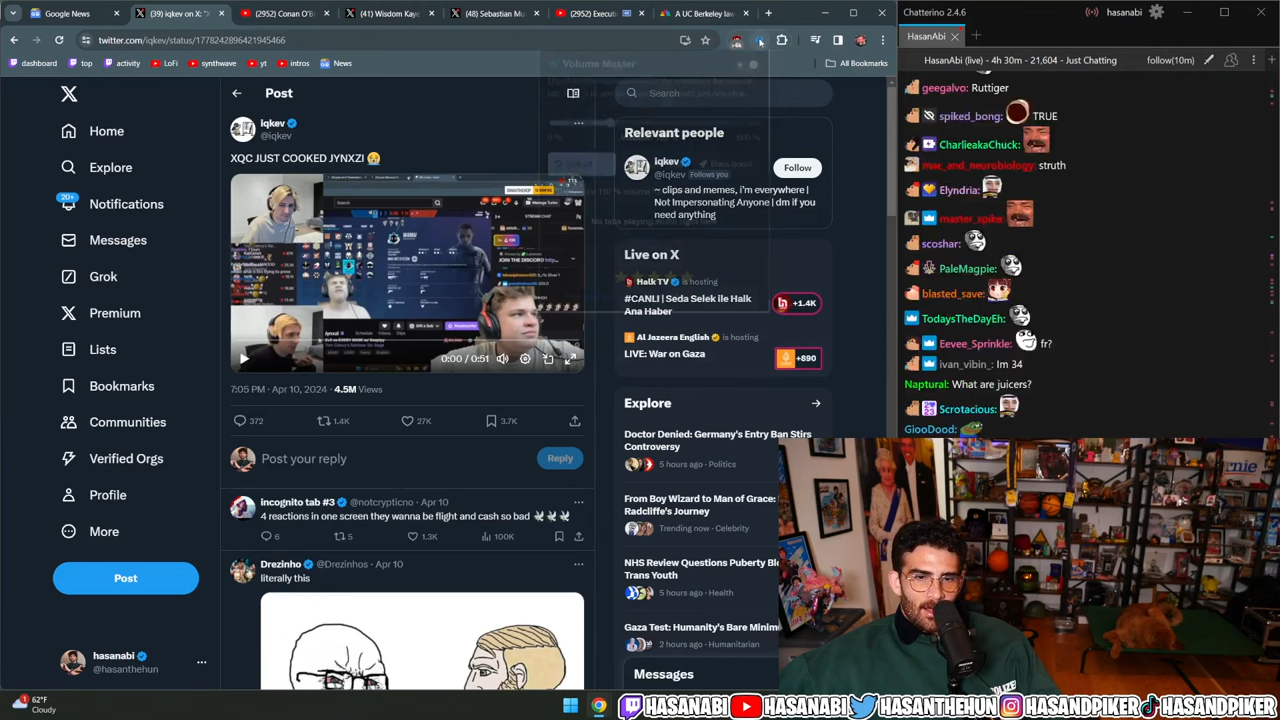 Google News
(39) iqkev on X: "
(2952) Conan O'B
(41) Wisdom Kaye
(48) Sebastian Mu
(2952) Execut
A UC Berkeley law
twitter.com/iqkev/status/1778242896421945466
dashboard
top
activity
LoFi
synthwave
yt
intros
News
All Bookmarks
Volume Master
Home
Explore
Notifications
20+
Messages
Grok
Premium
Lists
Bookmarks
Communities
Verified Orgs
Profile
More
Post
hasanabi
@hasanthehun
Post
iqkev
@iqkev
XQC JUST COOKED JYNXZI
0:00 / 0:51
7:05 PM · Apr 10, 2024 · 4.5M Views
372
1.4K
27K
3.7K
Post your reply
Reply
incognito tab #3 @notcrypticno · Apr 10
4 reactions in one screen they wanna be flight and cash so bad
6
5
1.3K
100K
Drezinho @Drezinhos · Apr 10
literally this
Search
Relevant people
iqkev
@iqkev Follows you
Follow
~ clips and memes, i'm everywhere |
Not Impersonating Anyone | dm if you
need anything
Live on X
Halk TV is hosting
#CANLI | Seda Selek ile Halk
Ana Haber
+1.4K
Al Jazeera English is hosting
LIVE: War on Gaza
+890
Explore
Doctor Denied: Germany's Entry Ban Stirs
Controversy
5 hours ago · Politics
From Boy Wizard to Man of Grace:
Radcliffe's Journey
Trending now · Celebrity
NHS Review Questions Puberty Blo
Trans Youth
5 hours ago · Health
Gaza Test: Humanity's Bare Minim
2 hours ago · Humanitarian
Messages
Chatterino 2.4.6
hasanabi
HasanAbi
HasanAbi (live) - 4h 30m - 21,604 - Just Chatting
follow(10m)
geegalvo: Ruttiger
spiked_bong: TRUE
CharlieakaChuck:
mac_and_neurobiology: struth
Elyndria:
master_spike
scoshar:
PaleMagpie:
blasted_save:
TodaysTheDayEh:
Eevee_Sprinkle: fr?
ivan_vibin_: Im 34
Naptural: What are juicers?
Scrotacious:
GiooDood:
62°F
Cloudy
HASANABI
HASANABI
HASANTHEHUN
HASANDPIKER
HASANDPIKER